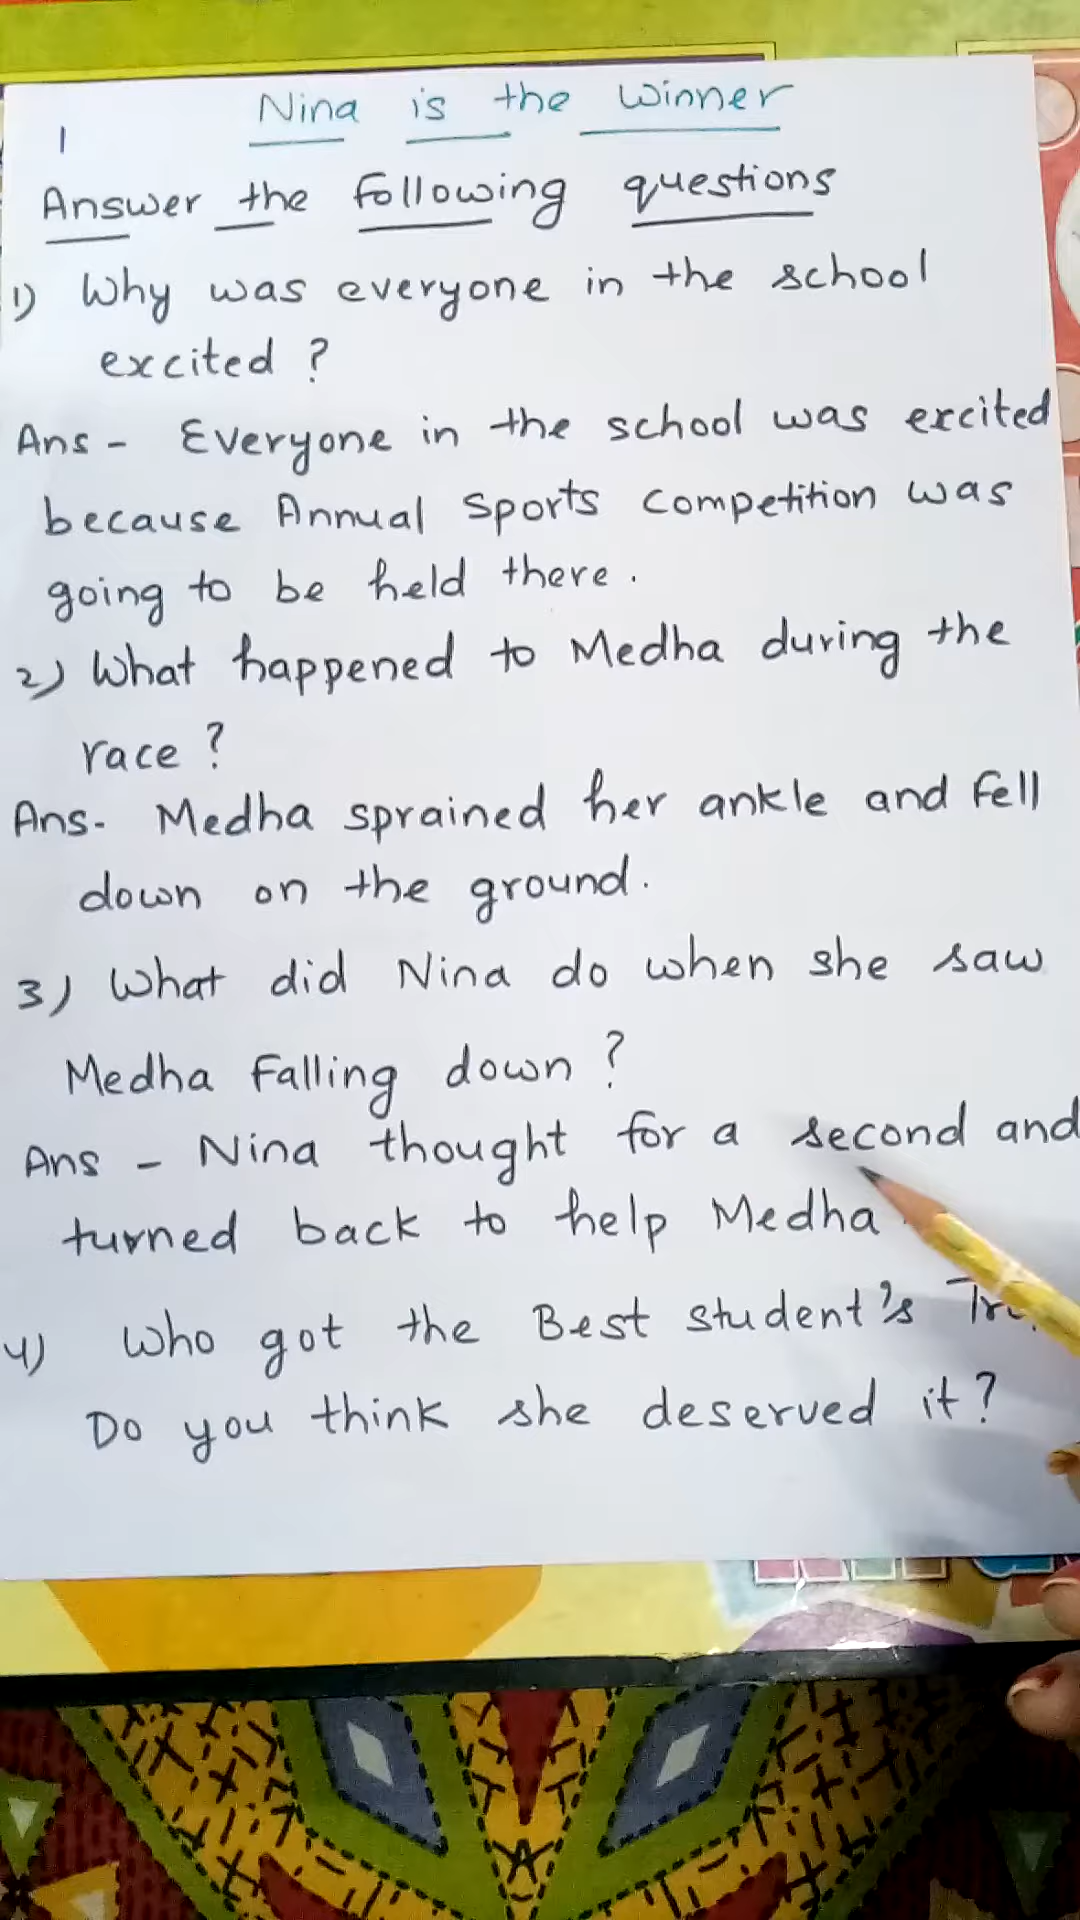 Nina is the Winner
1
Answer the following questions
1) Why was everyone in the school
excited ?
Ans - Everyone in the school was excited
because Annual Sports Competition was
going to be held there .
2) What happened to Medha during the
race ?
Ans- Medha sprained her ankle and fell
down on the ground.
3) What did Nina do when she saw
Medha Falling down ?
Ans - Nina thought for a second and
turned back to help Medha
4) Who got the Best student's
Do you think she deserved it?